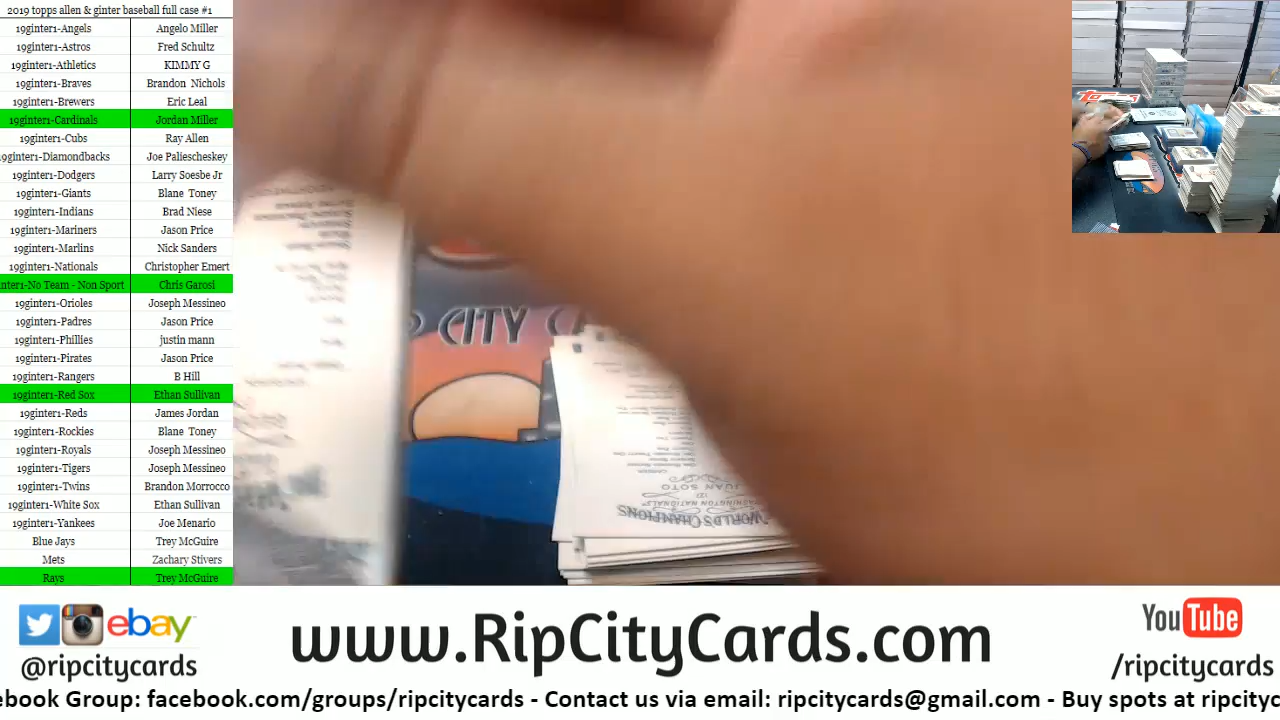 2019 topps allen & ginter baseball full case #1
19ginter1-Angels Angelo Miller
19ginter1-Astros Fred Schultz
19ginter1-Athletics KIMMY G
19ginter1-Braves Brandon Nichols
19ginter1-Brewers Eric Leal
19ginter1-Cardinals Jordan Miller
19ginter1-Cubs Ray Allen
9ginter1-Diamondbacks Joe Paliescheskey
19ginter1-Dodgers Larry Soesbe Jr
19ginter1-Giants Blane Toney
19ginter1-Indians Brad Niese
19ginter1-Mariners Jason Price
19ginter1-Marlins Nick Sanders
19ginter1-Nationals Christopher Emert
nter1-No Team - Non Sport Chris Garosi
19ginter1-Orioles Joseph Messineo
19ginter1-Padres Jason Price
19ginter1-Phillies justin mann
19ginter1-Pirates Jason Price
19ginter1-Rangers B Hill
19ginter1-Red Sox Ethan Sullivan
19ginter1-Reds James Jordan
19ginter1-Rockies Blane Toney
19ginter1-Royals Joseph Messineo
19ginter1-Tigers Joseph Messineo
19ginter1-Twins Brandon Morrocco
19ginter1-White Sox Ethan Sullivan
19ginter1-Yankees Joe Menario
Blue Jays Trey McGuire
Mets Zachary Stivers
Rays Trey McGuire
P CITY
JUAN SOTO
WASHINGTON NATIONALS
WORLD'S CHAMPIONS
ebay
@ripcitycards
www.RipCityCards.com
YouTube
/ripcitycards
ebook Group: facebook.com/groups/ripcitycards - Contact us via email: ripcitycards@gmail.com - Buy spots at ripcityc